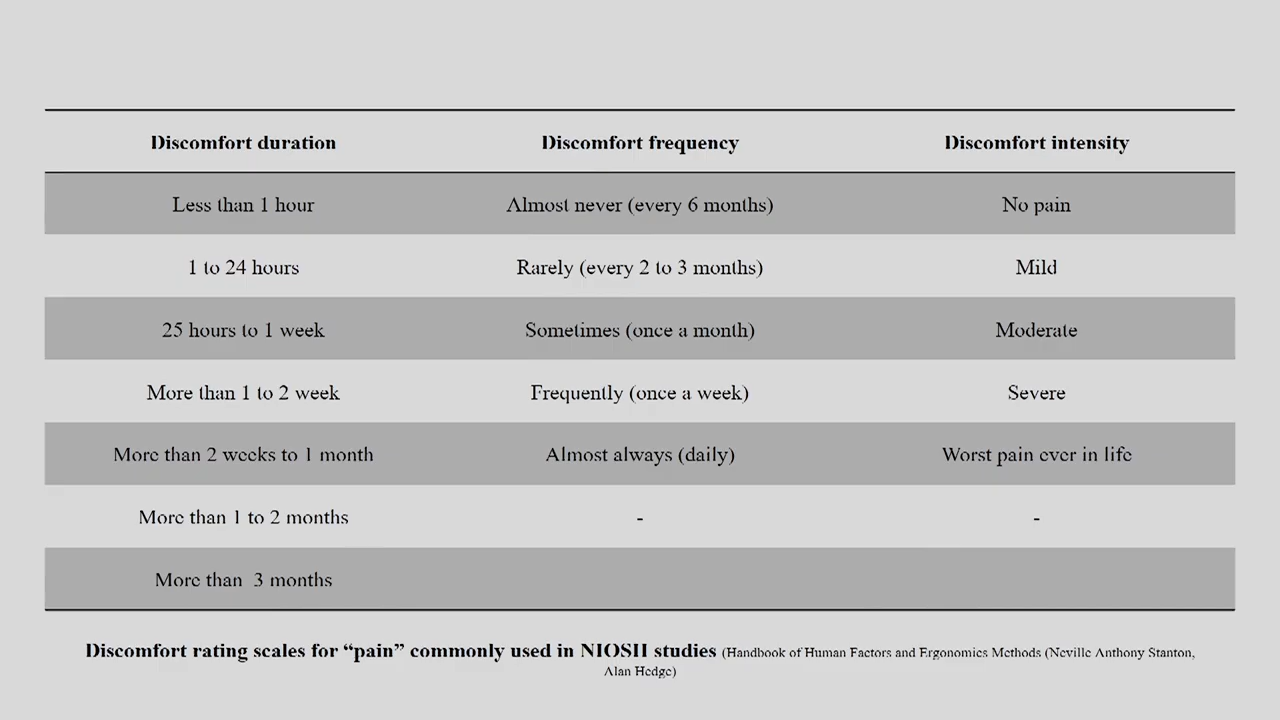 Discomfort duration Discomfort frequency Discomfort intensity
Less than 1 hour Almost never (every 6 months) No pain
1 to 24 hours Rarely (every 2 to 3 months) Mild
25 hours to 1 week Sometimes (once a month) Moderate
More than 1 to 2 week Frequently (once a week) Severe
More than 2 weeks to 1 month Almost always (daily) Worst pain ever in life
More than 1 to 2 months - -
More than 3 months
Discomfort rating scales for “pain” commonly used in NIOSH studies (Handbook of Human Factors and Ergonomics Methods (Neville Anthony Stanton,
Alan Hedge)